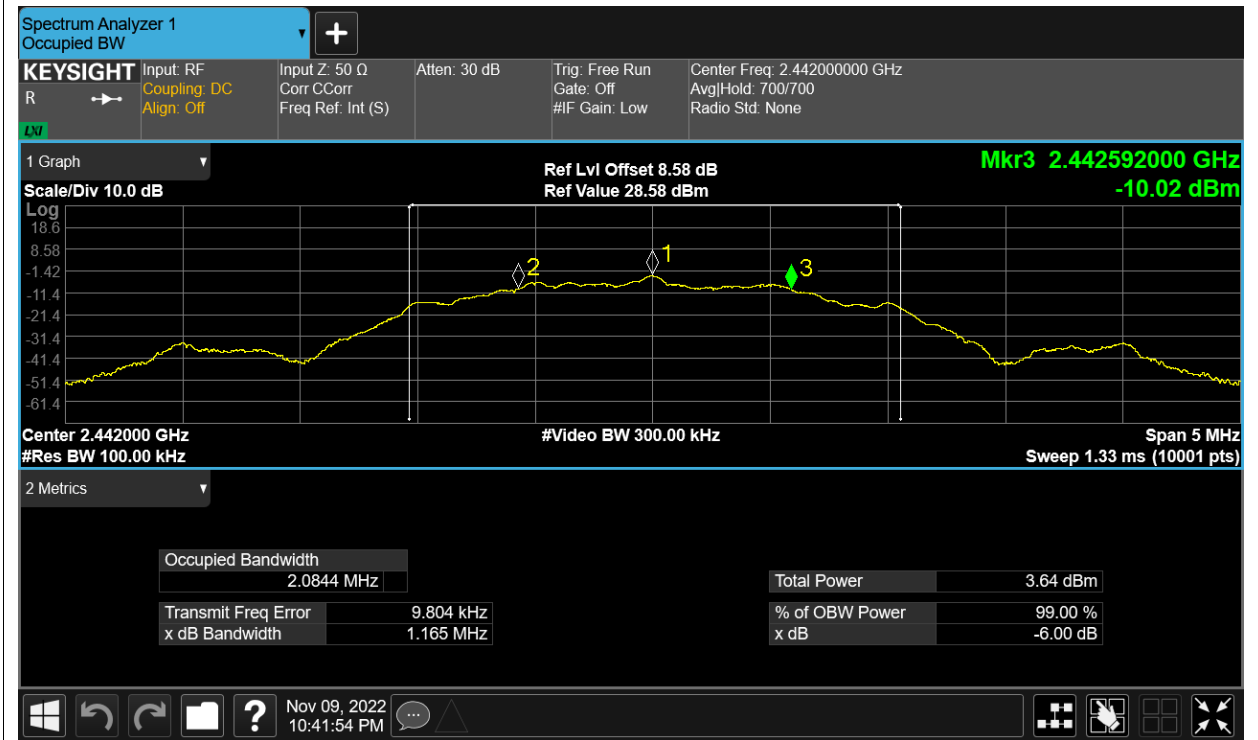 Spectrum Analyzer 1
Occupied BW
KEYSIGHT
R
LXI
Input: RF
Coupling: DC
Align: Off
Input Z: 50 Ω
Corr CCorr
Freq Ref: Int (S)
Atten: 30 dB
Trig: Free Run
Gate: Off
#IF Gain: Low
Center Freq: 2.442000000 GHz
Avg|Hold: 700/700
Radio Std: None
1 Graph
Scale/Div 10.0 dB
Ref Lvl Offset 8.58 dB
Ref Value 28.58 dBm
Mkr3 2.442592000 GHz
-10.02 dBm
Log
18.6
8.58
-1.42
-11.4
-21.4
-31.4
-41.4
-51.4
-61.4
2
1
3
Center 2.442000 GHz
#Res BW 100.00 kHz
#Video BW 300.00 kHz
Span 5 MHz
Sweep 1.33 ms (10001 pts)
2 Metrics
Occupied Bandwidth
2.0844 MHz
Transmit Freq Error 9.804 kHz
x dB Bandwidth 1.165 MHz
Total Power 3.64 dBm
% of OBW Power 99.00 %
x dB -6.00 dB
?
Nov 09, 2022
10:41:54 PM